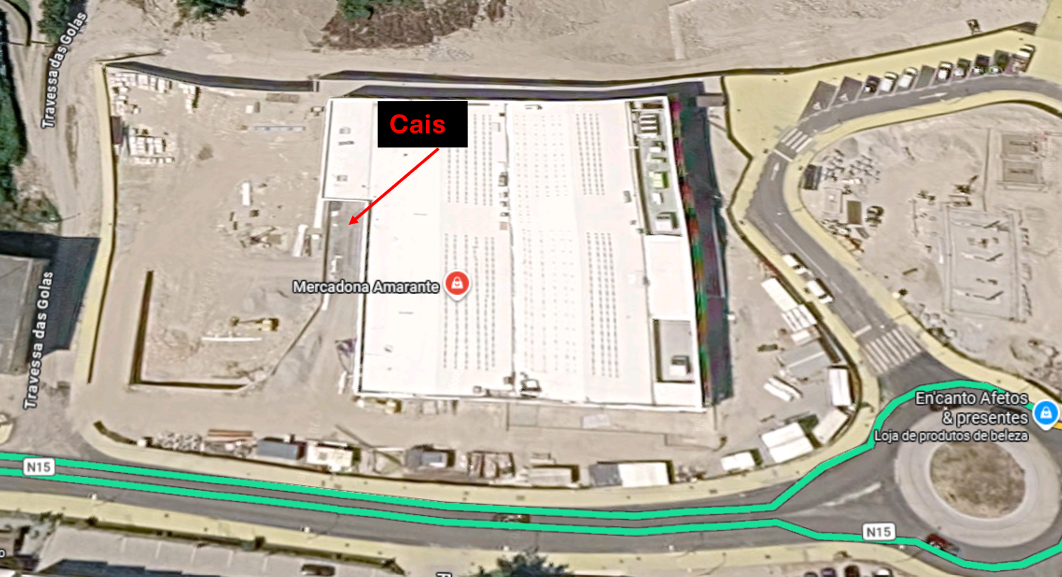 Travessa das Golas
Cais
Mercadona Amarante
Travessa das Golas
En'canto Afetos
& presentes
Loja de produtos de beleza
N15
N15